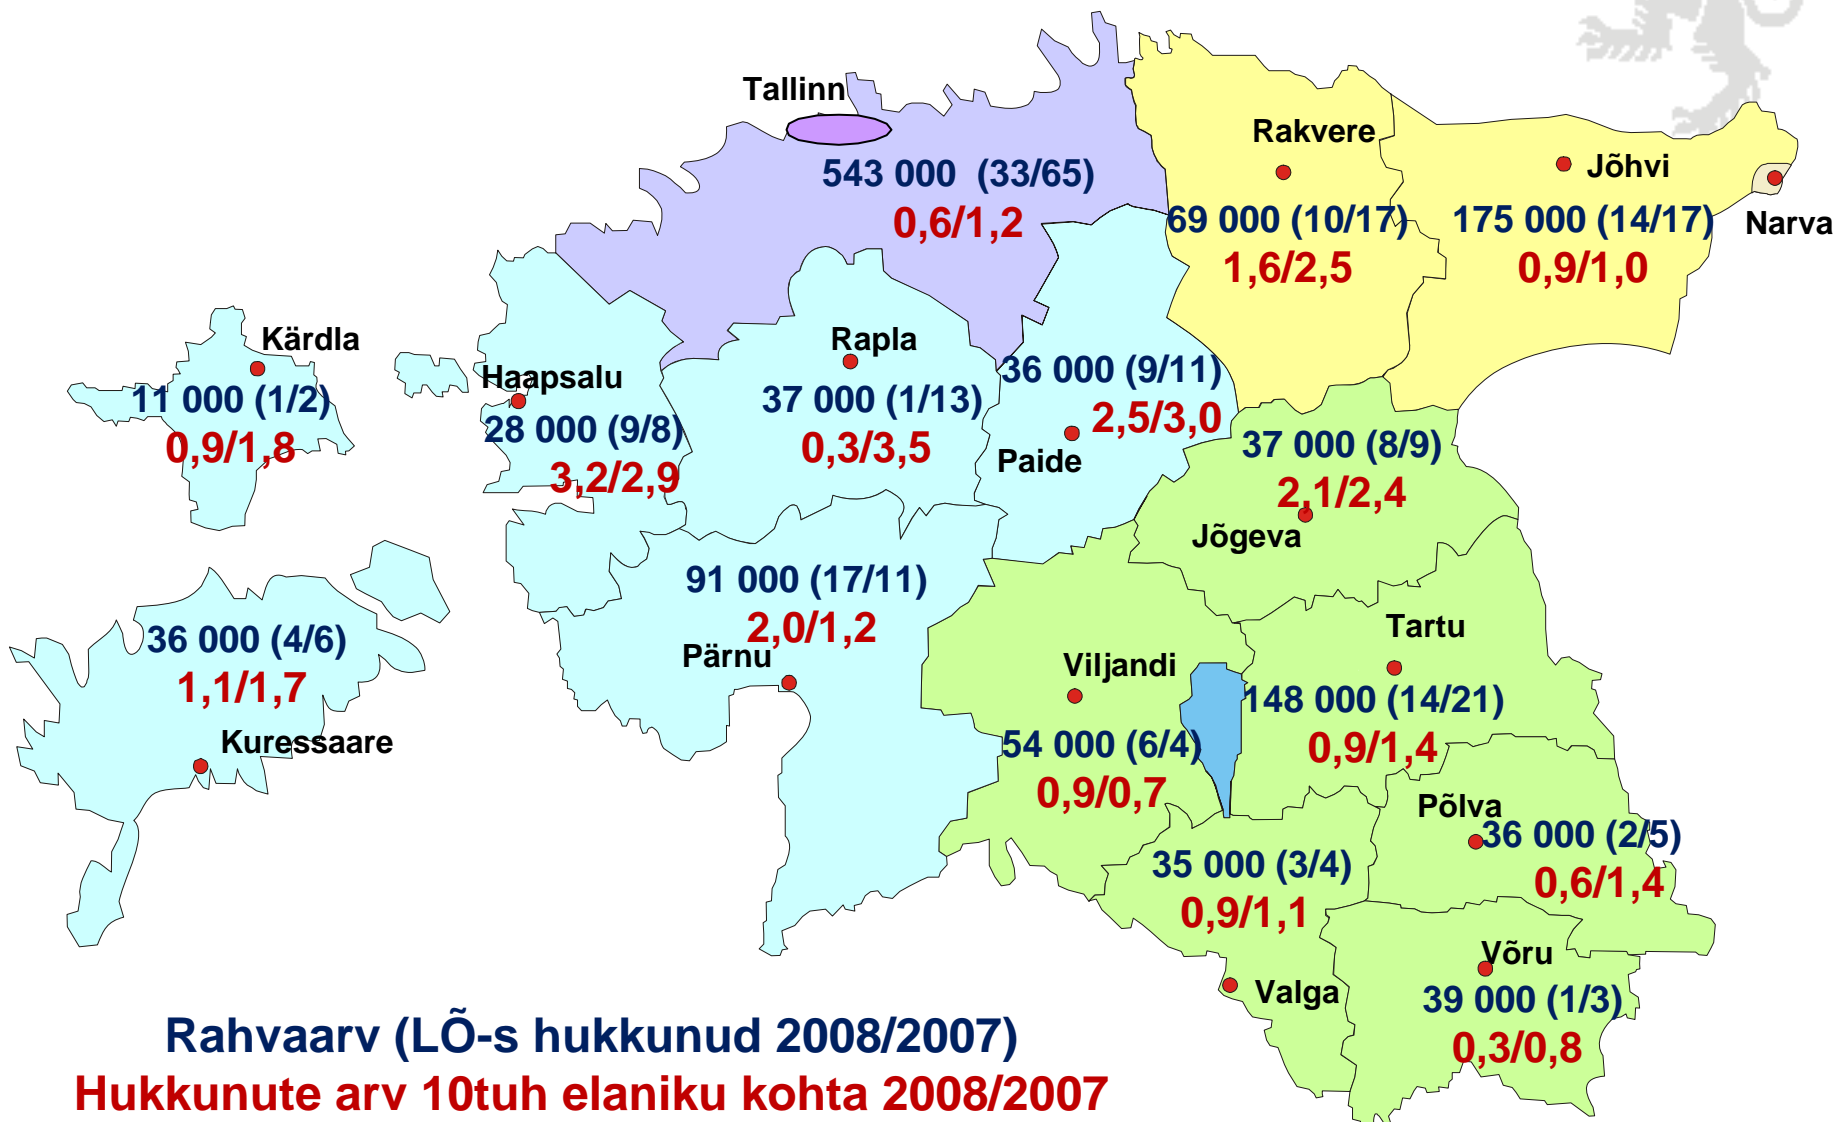 Tallinn
543 000  (33/65)
0,6/1,2
Rakvere
69 000 (10/17)
1,6/2,5
Jõhvi
175 000 (14/17)
0,9/1,0
Narva
Kärdla
11 000 (1/2)
0,9/1,8
Haapsalu
28 000 (9/8)
3,2/2,9
Rapla
37 000 (1/13)
0,3/3,5
36 000 (9/11)
2,5/3,0
Paide
37 000 (8/9)
2,1/2,4
Jõgeva
91 000 (17/11)
2,0/1,2
Pärnu
36 000 (4/6)
1,1/1,7
Kuressaare
Viljandi
54 000 (6/4)
0,9/0,7
Tartu
148 000 (14/21)
0,9/1,4
Põlva
36 000 (2/5)
0,6/1,4
35 000 (3/4)
0,9/1,1
Valga
Võru
39 000 (1/3)
0,3/0,8
Rahvaarv (LÕ-s hukkunud 2008/2007)
Hukkunute arv 10tuh elaniku kohta 2008/2007